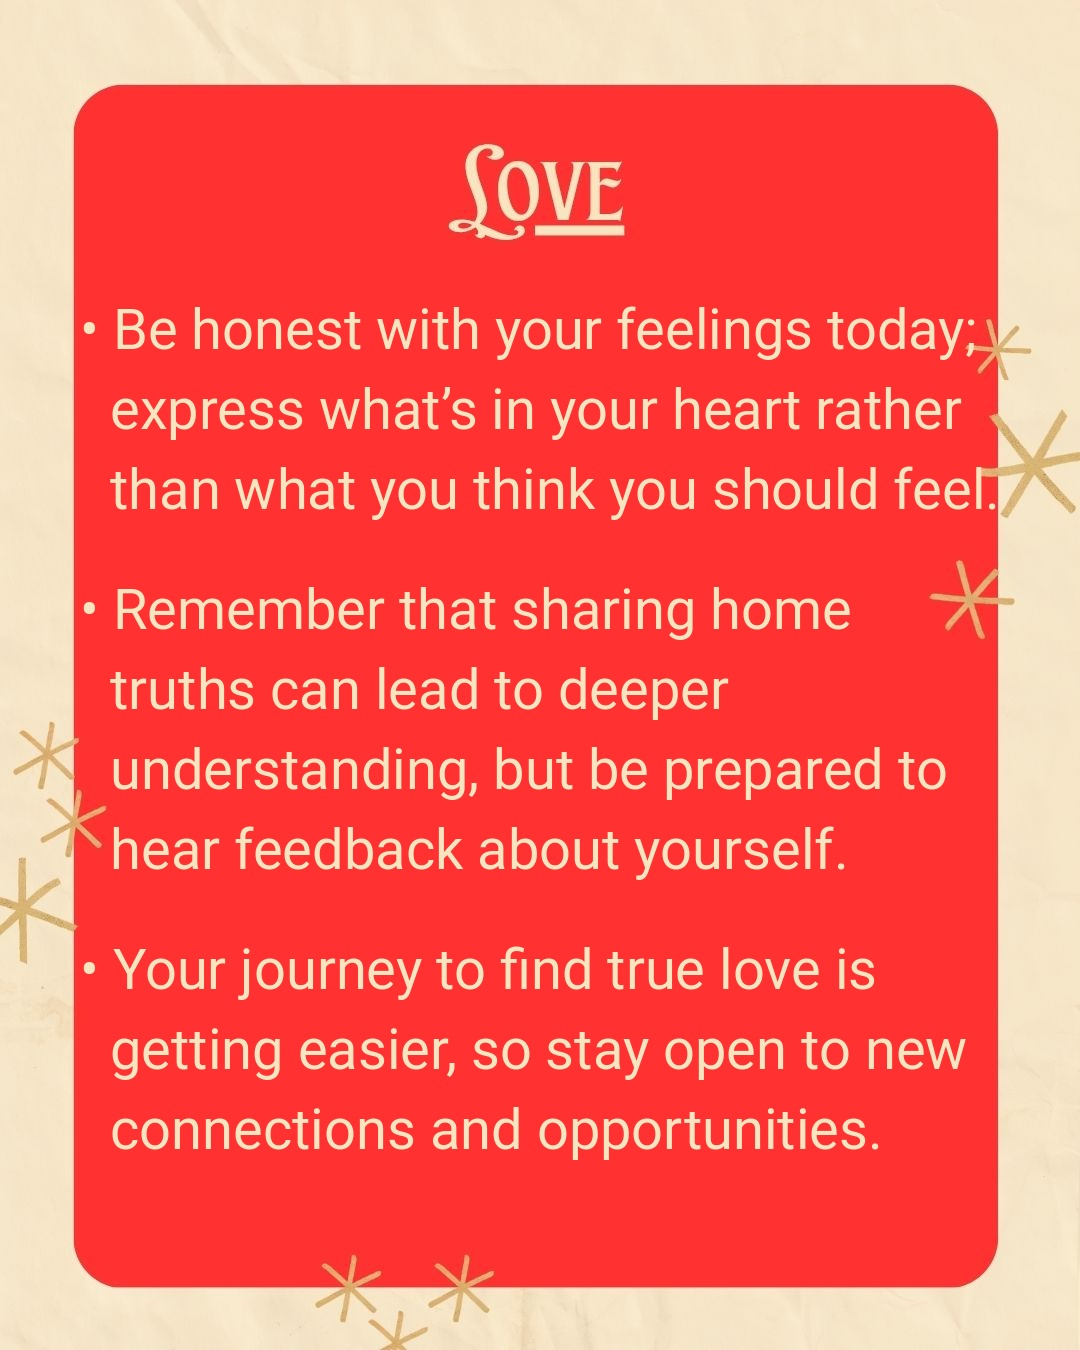 Love
• Be honest with your feelings today;
express what’s in your heart rather
than what you think you should feel.
• Remember that sharing home
truths can lead to deeper
understanding, but be prepared to
hear feedback about yourself.
• Your journey to find true love is
getting easier, so stay open to new
connections and opportunities.